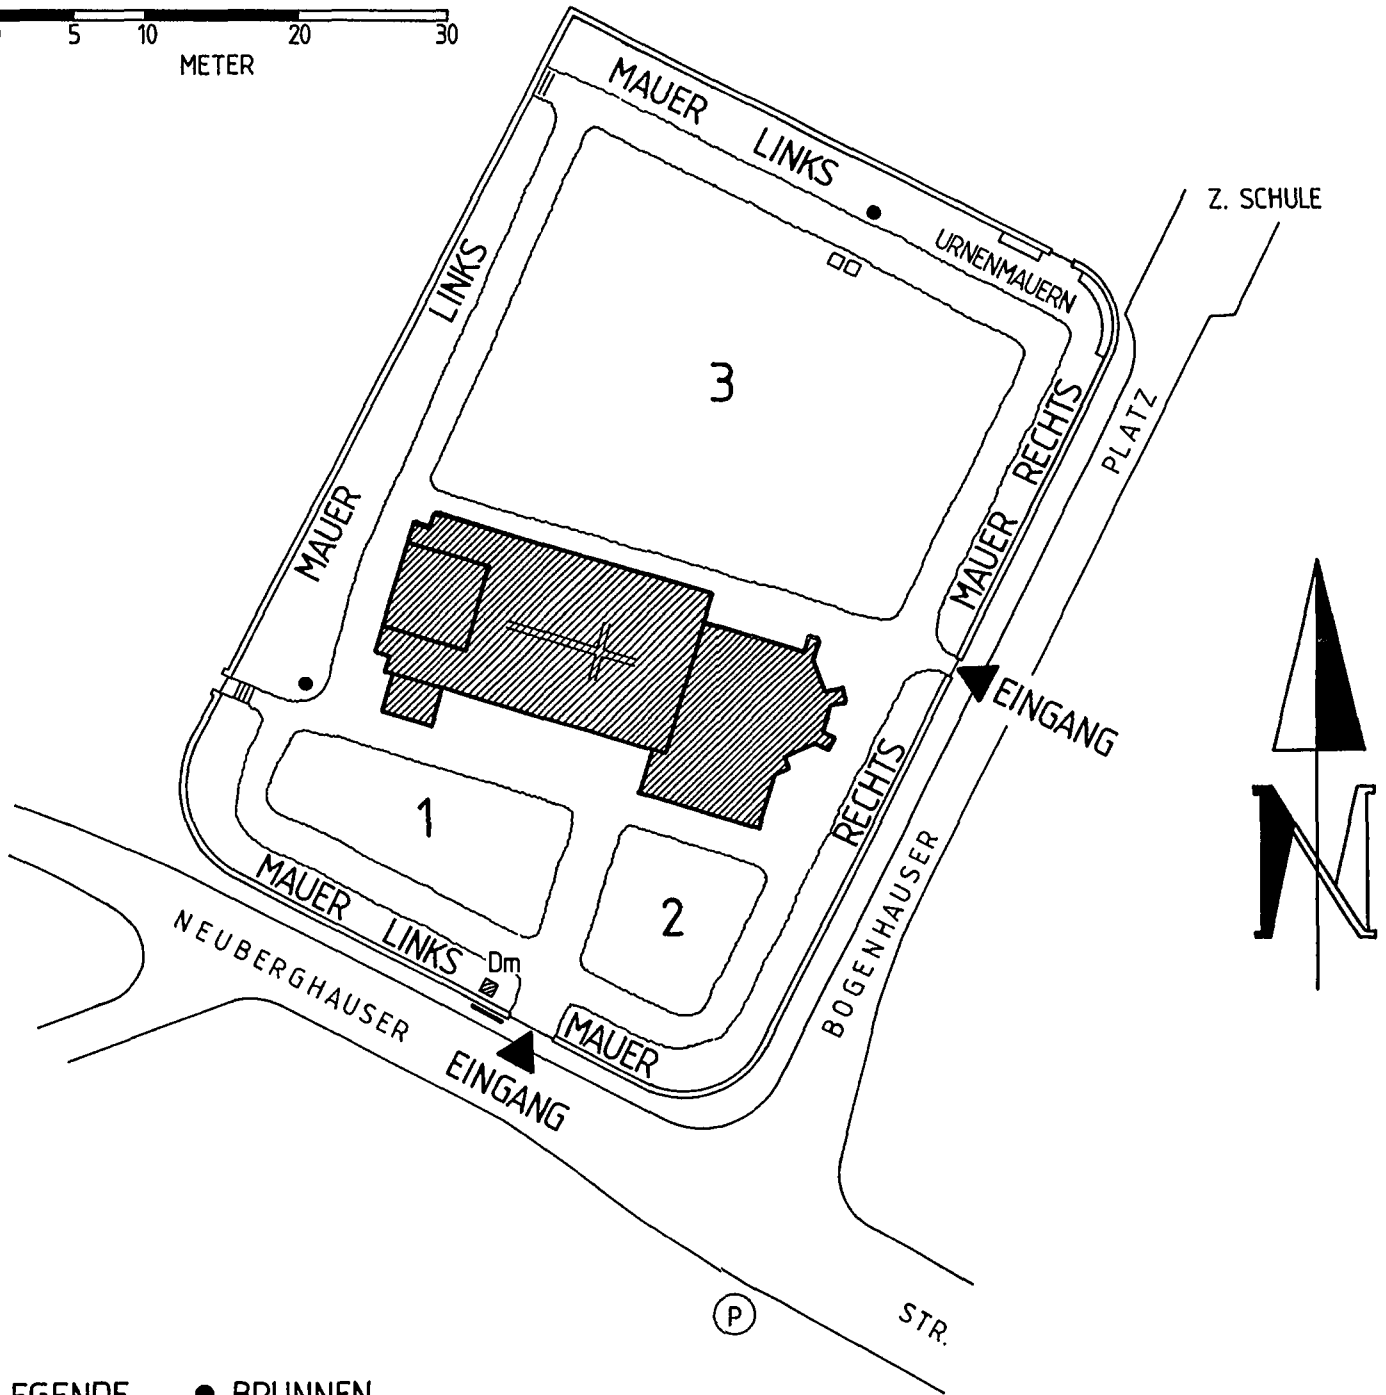 5 10 20 30
METER
MAUER LINKS
Z. SCHULE
URNENMAUERN
LINKS
MAUER
3
MAUER RECHTS
PLATZ
EINGANG
N
1
2
RECHTS
BOGENHAUSER
MAUER LINKS
Dm
NEUBERGHAUSER
MAUER
EINGANG
P
STR.
EGENDE ● BRUNNEN